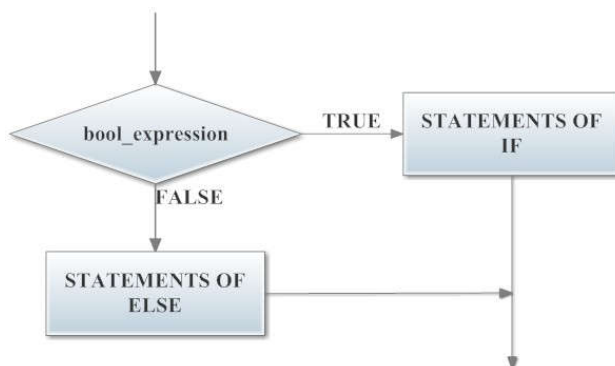 bool_expression
TRUE
STATEMENTS OF
IF
FALSE
STATEMENTS OF
ELSE